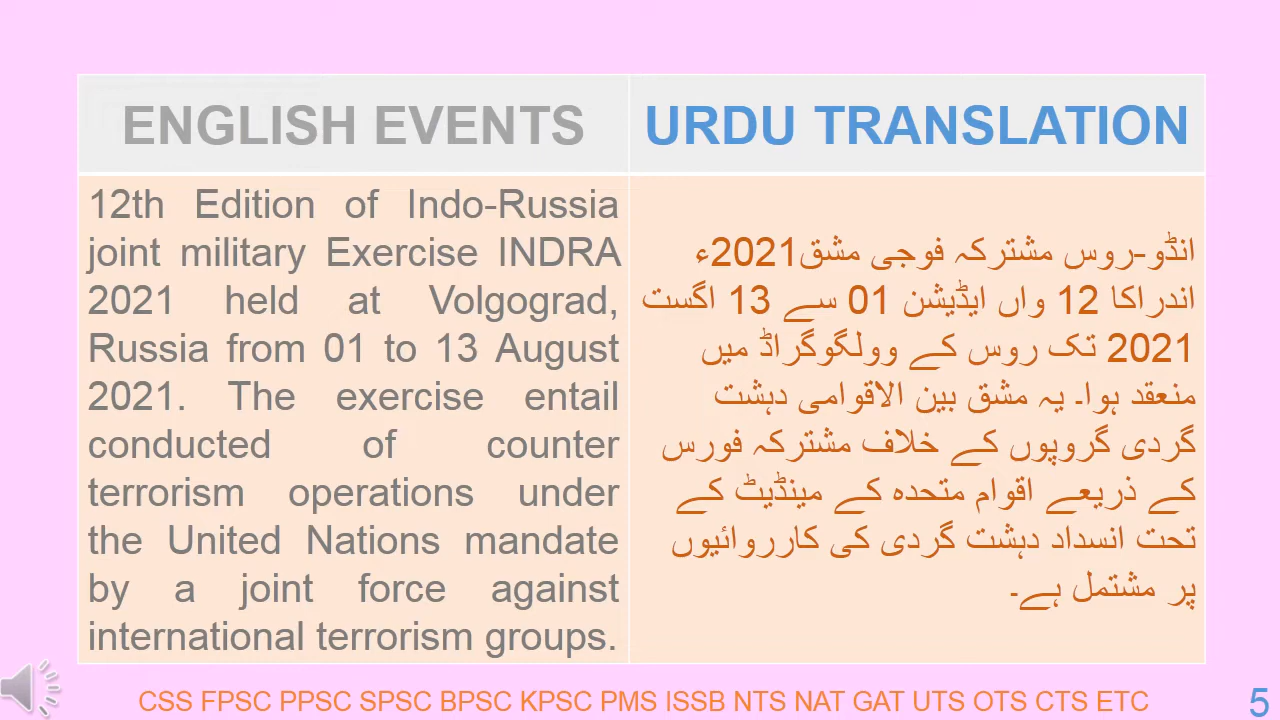 ENGLISH EVENTS
URDU TRANSLATION
12th Edition of Indo-Russia
joint military Exercise INDRA
2021 held at Volgograd,
Russia from 01 to 13 August
2021. The exercise entail
conducted of counter
terrorism operations under
the United Nations mandate
by a joint force against
international terrorism groups.
انڈو-روس مشترکہ فوجی مشق2021ء
اندراکا 12 واں ایڈیشن 01 سے 13 اگست
2021 تک روس کے وولگوگراڈ میں
منعقد ہوا۔ یہ مشق بین الاقوامی دہشت
گردی گروپوں کے خلاف مشترکہ فورس
کے ذریعے اقوام متحدہ کے مینڈیٹ کے
تحت انسداد دہشت گردی کی کارروائیوں
پر مشتمل ہے۔
CSS FPSC PPSC SPSC BPSC KPSC PMS ISSB NTS NAT GAT UTS OTS CTS ETC
5